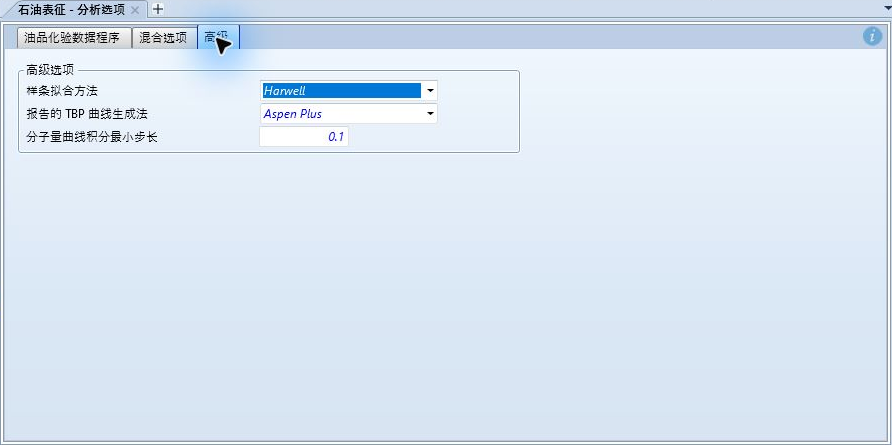 石油表征 - 分析选项
油品化验数据程序 混合选项 高级
高级选项
样条拟合方法 Harwell
报告的 TBP 曲线生成法 Aspen Plus
分子量曲线积分最小步长 0.1